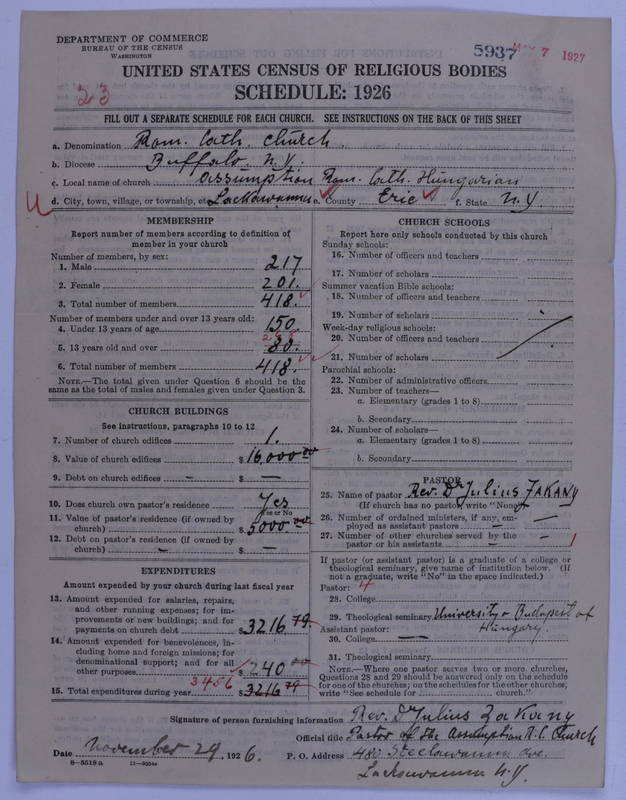 DEPARTMENT OF COMMERCE
BUREAU OF THE CENSUS
WASHINGTON
5937 7 1927
UNITED STATES CENSUS OF RELIGIOUS BODIES
SCHEDULE: 1926
23
FILL OUT A SEPARATE SCHEDULE FOR EACH CHURCH. SEE INSTRUCTIONS ON THE BACK OF THIS SHEET
a. Denomination Rom. Cath. Church
b. Diocese Buffalo. N.Y.
c. Local name of church Assumption Rom. Cath. Hungarian
d. City, town, village, or township, etc. Lackawanna e. County Erie f. State N.Y.
MEMBERSHIP
Report number of members according to definition of
member in your church
Number of members, by sex:
1. Male 217
2. Female 201.
3. Total number of members 418.
Number of members under and over 13 years old:
4. Under 13 years of age 150.
5. 13 years old and over 80.
6. Total number of members 418.
NOTE.—The total given under Question 6 should be the
same as the total of males and females given under Question 3.
CHURCH BUILDINGS
See instructions, paragraphs 10 to 12
7. Number of church edifices 1.
8. Value of church edifices $ 16,000 00
9. Debt on church edifices – $ —
10. Does church own pastor's residence Yes
Yes or No
11. Value of pastor's residence (if owned by
church) $ 5000 00
12. Debt on pastor's residence (if owned by
church) – $ —
EXPENDITURES
Amount expended by your church during last fiscal year
13. Amount expended for salaries, repairs,
and other running expenses; for im-
provements or new buildings; and for
payments on church debt $ 3216 79
14. Amount expended for benevolences, in-
cluding home and foreign missions; for
denominational support; and for all
other purposes $ 240 00
3456
15. Total expenditures during year $ 3216 79
CHURCH SCHOOLS
Report here only schools conducted by this church
Sunday schools:
16. Number of officers and teachers
17. Number of scholars
Summer vacation Bible schools:
18. Number of officers and teachers
19. Number of scholars
Week-day religious schools:
20. Number of officers and teachers
21. Number of scholars
Parochial schools:
22. Number of administrative officers
23. Number of teachers—
a. Elementary (grades 1 to 8)
b. Secondary
24. Number of scholars—
a. Elementary (grades 1 to 8)
b. Secondary
PASTOR
25. Name of pastor Rev. Dr Julius ZAKANY
(If church has no pastor, write "None")
26. Number of ordained ministers, if any, em-
ployed as assistant pastors —
27. Number of other churches served by the
pastor or his assistants –
If pastor (or assistant pastor) is a graduate of a college or
theological seminary, give name of institution below. (If
not a graduate, write "No" in the space indicated.)
Pastor: 4
28. College
29. Theological seminary University Budapest of
Assistant pastor: Hungary.
30. College —
31. Theological seminary
NOTE.—Where one pastor serves two or more churches,
Questions 28 and 29 should be answered only on the schedule
for one of the churches; on the schedules for the other churches,
write "See schedule for church."
Signature of person furnishing information Rev. Dr Julius Zakany
Official title Pastor of the Assumption R.C. Church
Date November 29, 1926. P. O. Address 480 Steelawanna Ave.
8—5518 a Lackawanna N.Y.